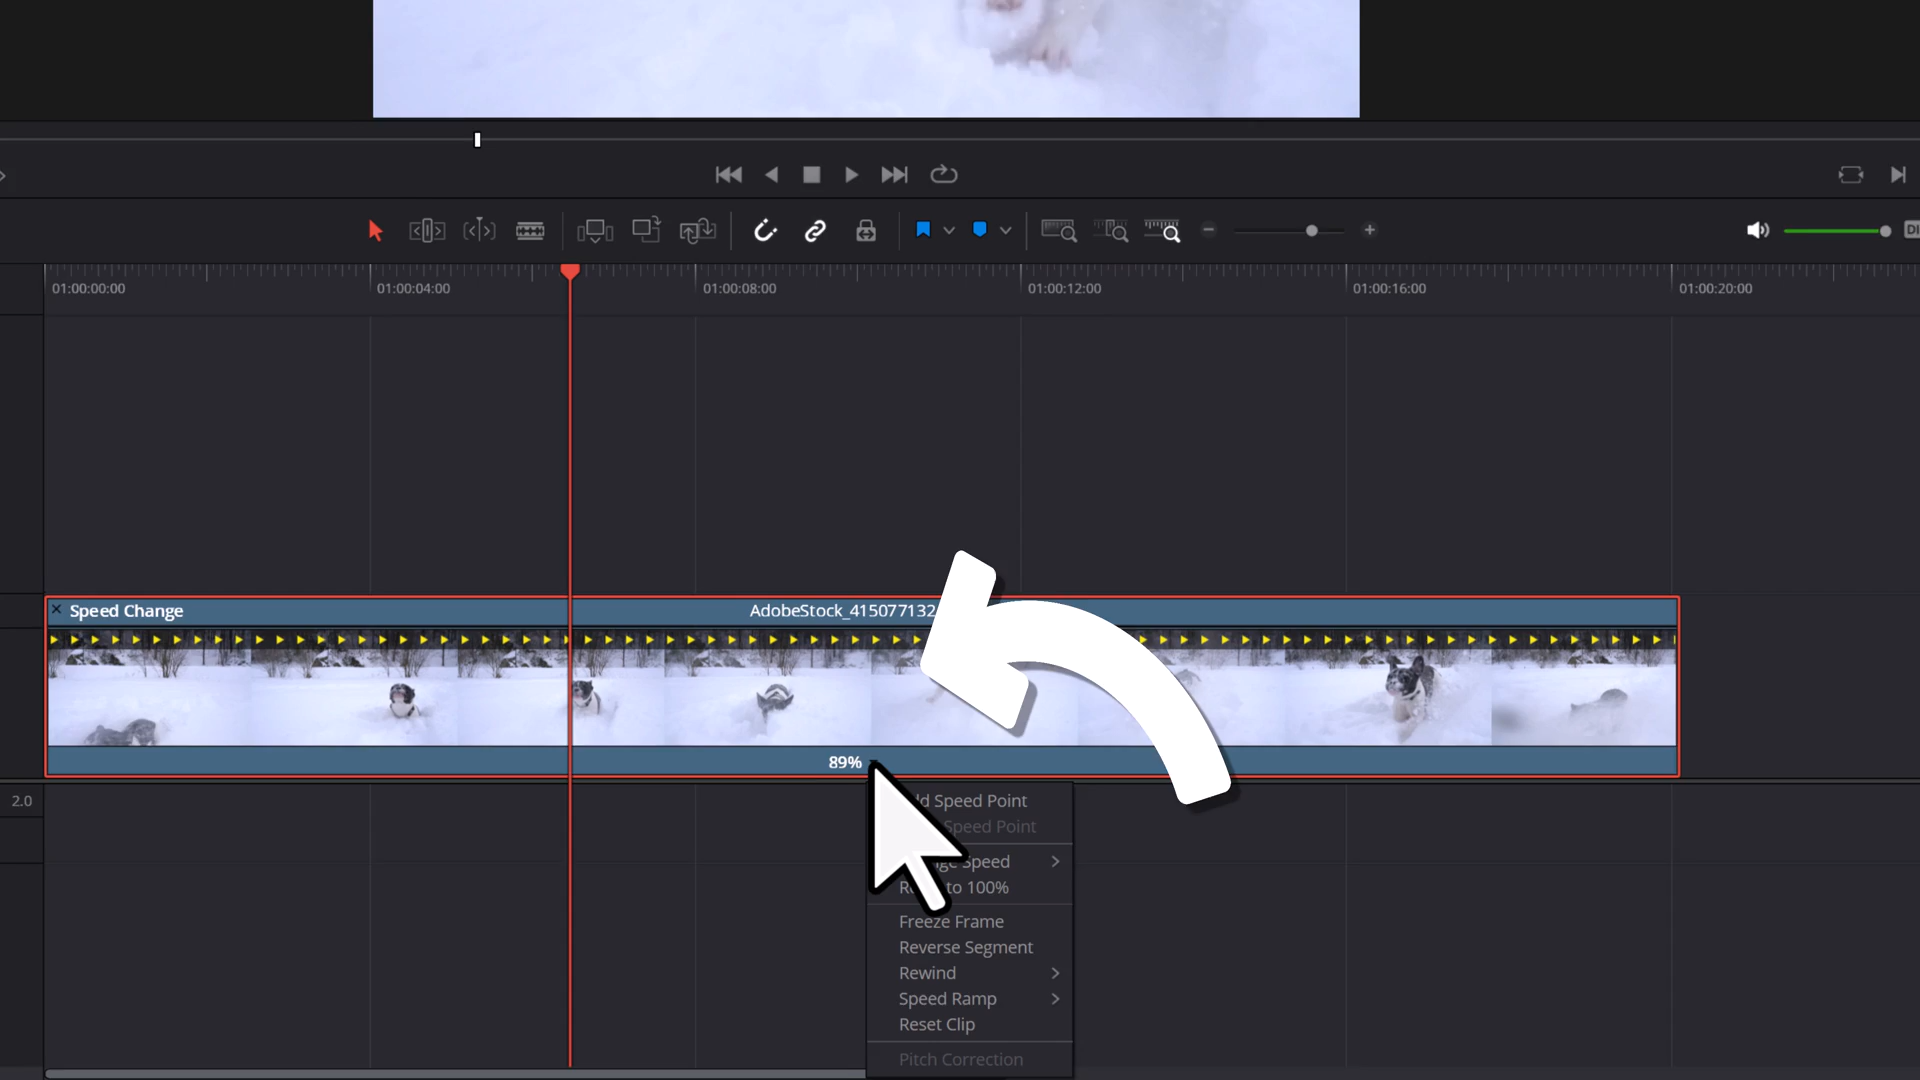 01:00:00:00 01:00:04:00 01:00:08:00 01:00:12:00 01:00:16:00 01:00:20:00
Speed Change AdobeStock_415077132
89%
2.0
Speed Point
Speed Point
Speed
to 100%
Freeze Frame
Reverse Segment
Rewind
Speed Ramp
Reset Clip
Pitch Correction